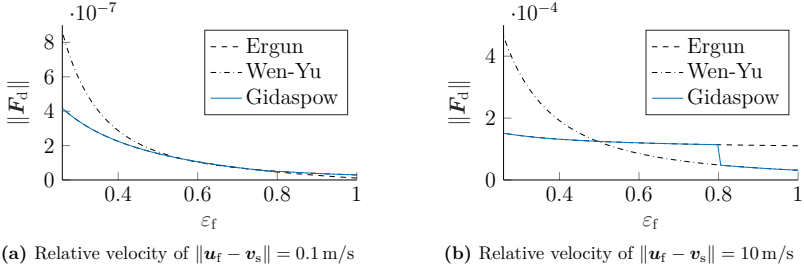 ·10⁻⁷
8
6
4
2
0
0.4
0.6
0.8
1
‖F_d‖
ε_f
Ergun
Wen-Yu
Gidaspow
(a) Relative velocity of ‖u_f − v_s‖ = 0.1 m/s
·10⁻⁴
4
2
0
0.4
0.6
0.8
1
‖F_d‖
ε_f
Ergun
Wen-Yu
Gidaspow
(b) Relative velocity of ‖u_f − v_s‖ = 10 m/s